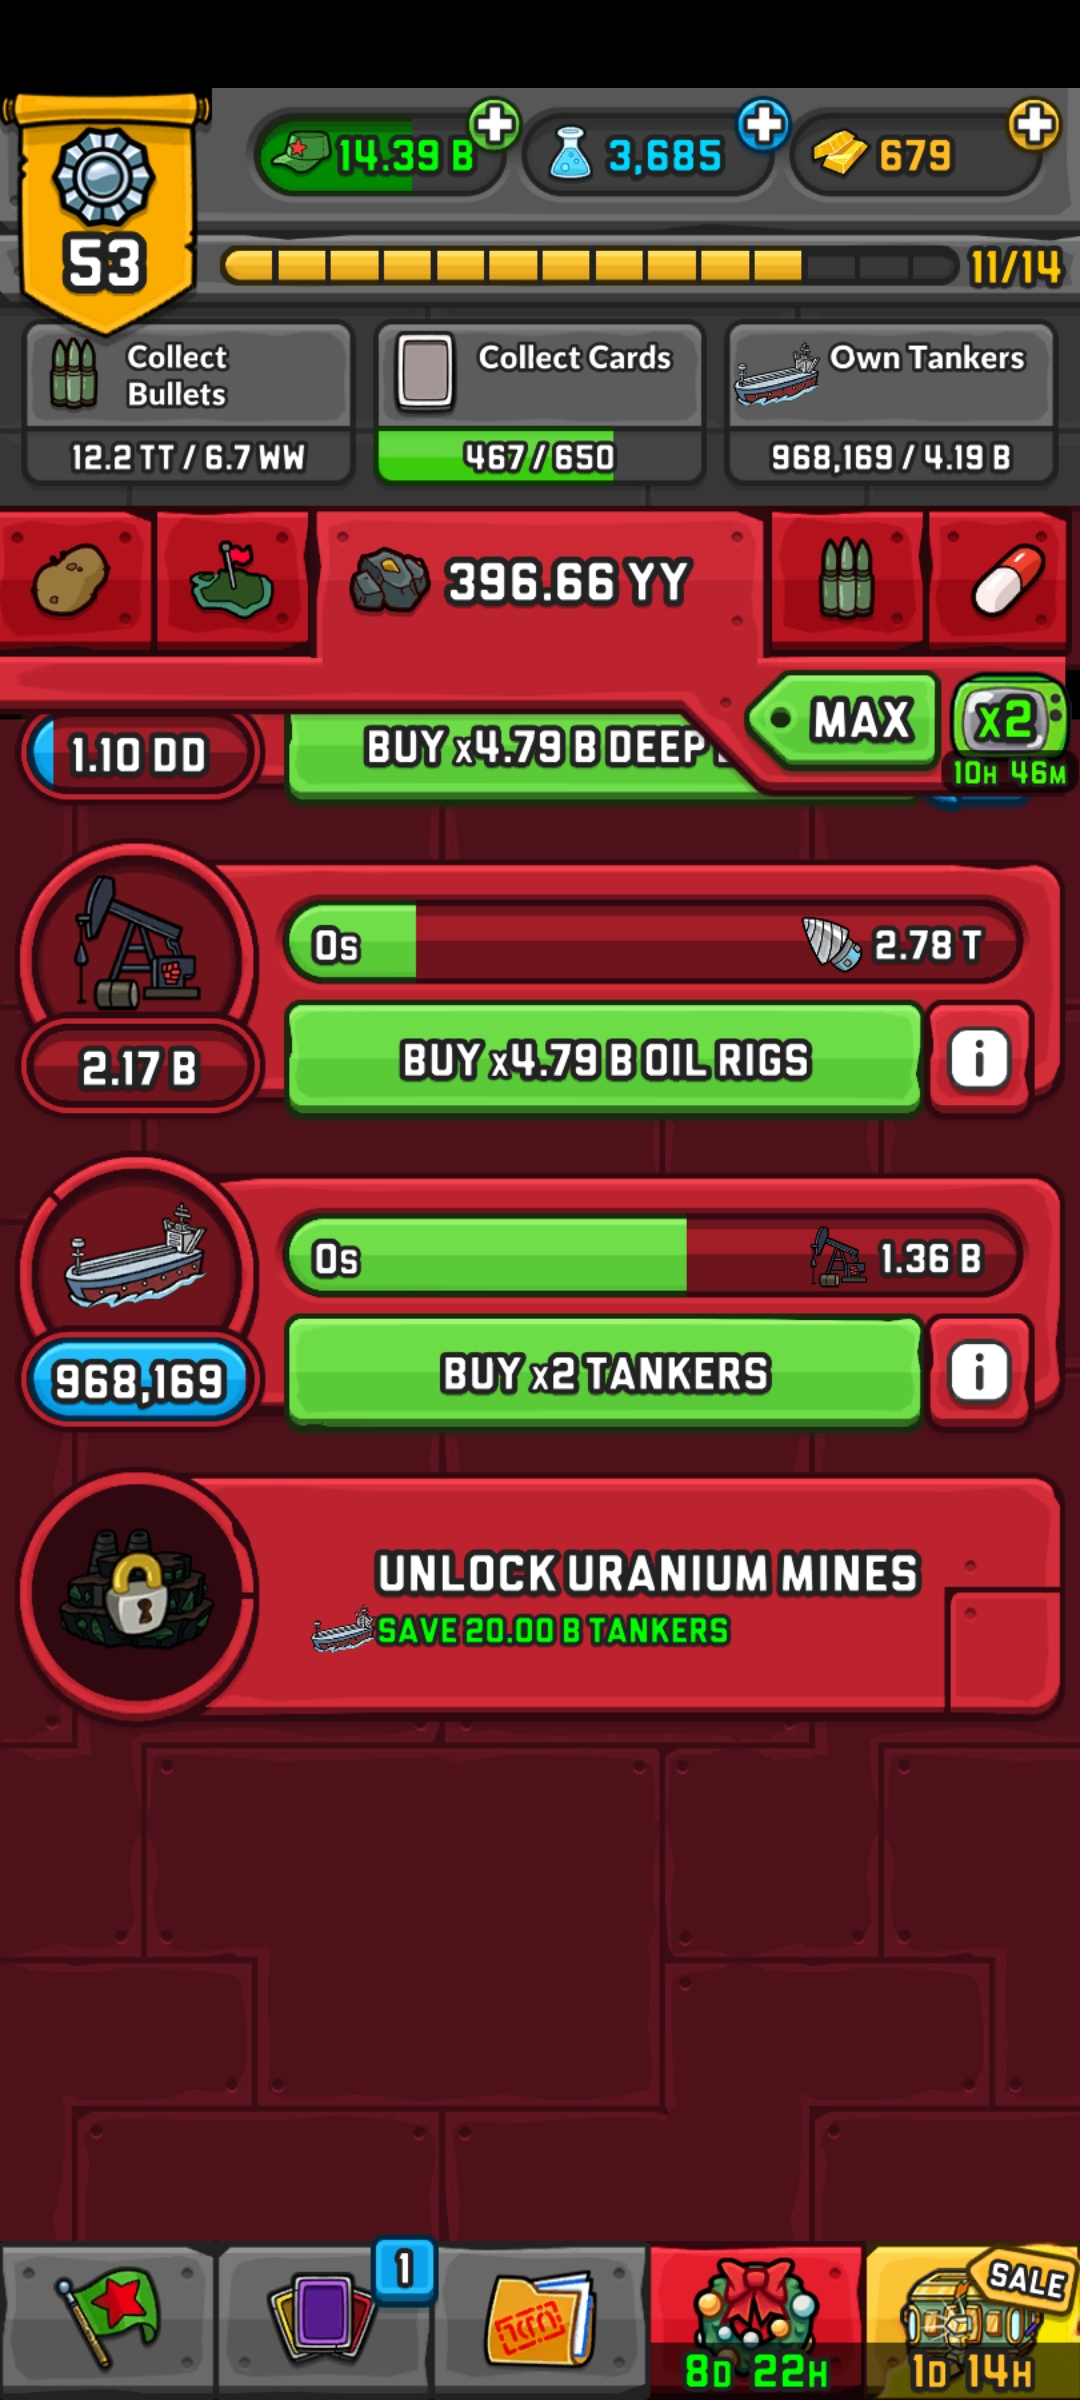 14.39 B
3,685
679
53
11/14
Collect
Bullets
Collect Cards
Own Tankers
12.2 TT / 6.7 WW
467/650
968,169 / 4.19 B
396.66 YY
MAX
x2
10H 46M
1.10 DD
BUY x4.79 B DEEP
0s
2.78 T
2.17 B
BUY x4.79 B OIL RIGS
i
0s
1.36 B
968,169
BUY x2 TANKERS
i
UNLOCK URANIUM MINES
SAVE 20.00 B TANKERS
1
SALE
8D 22H
1D 14H